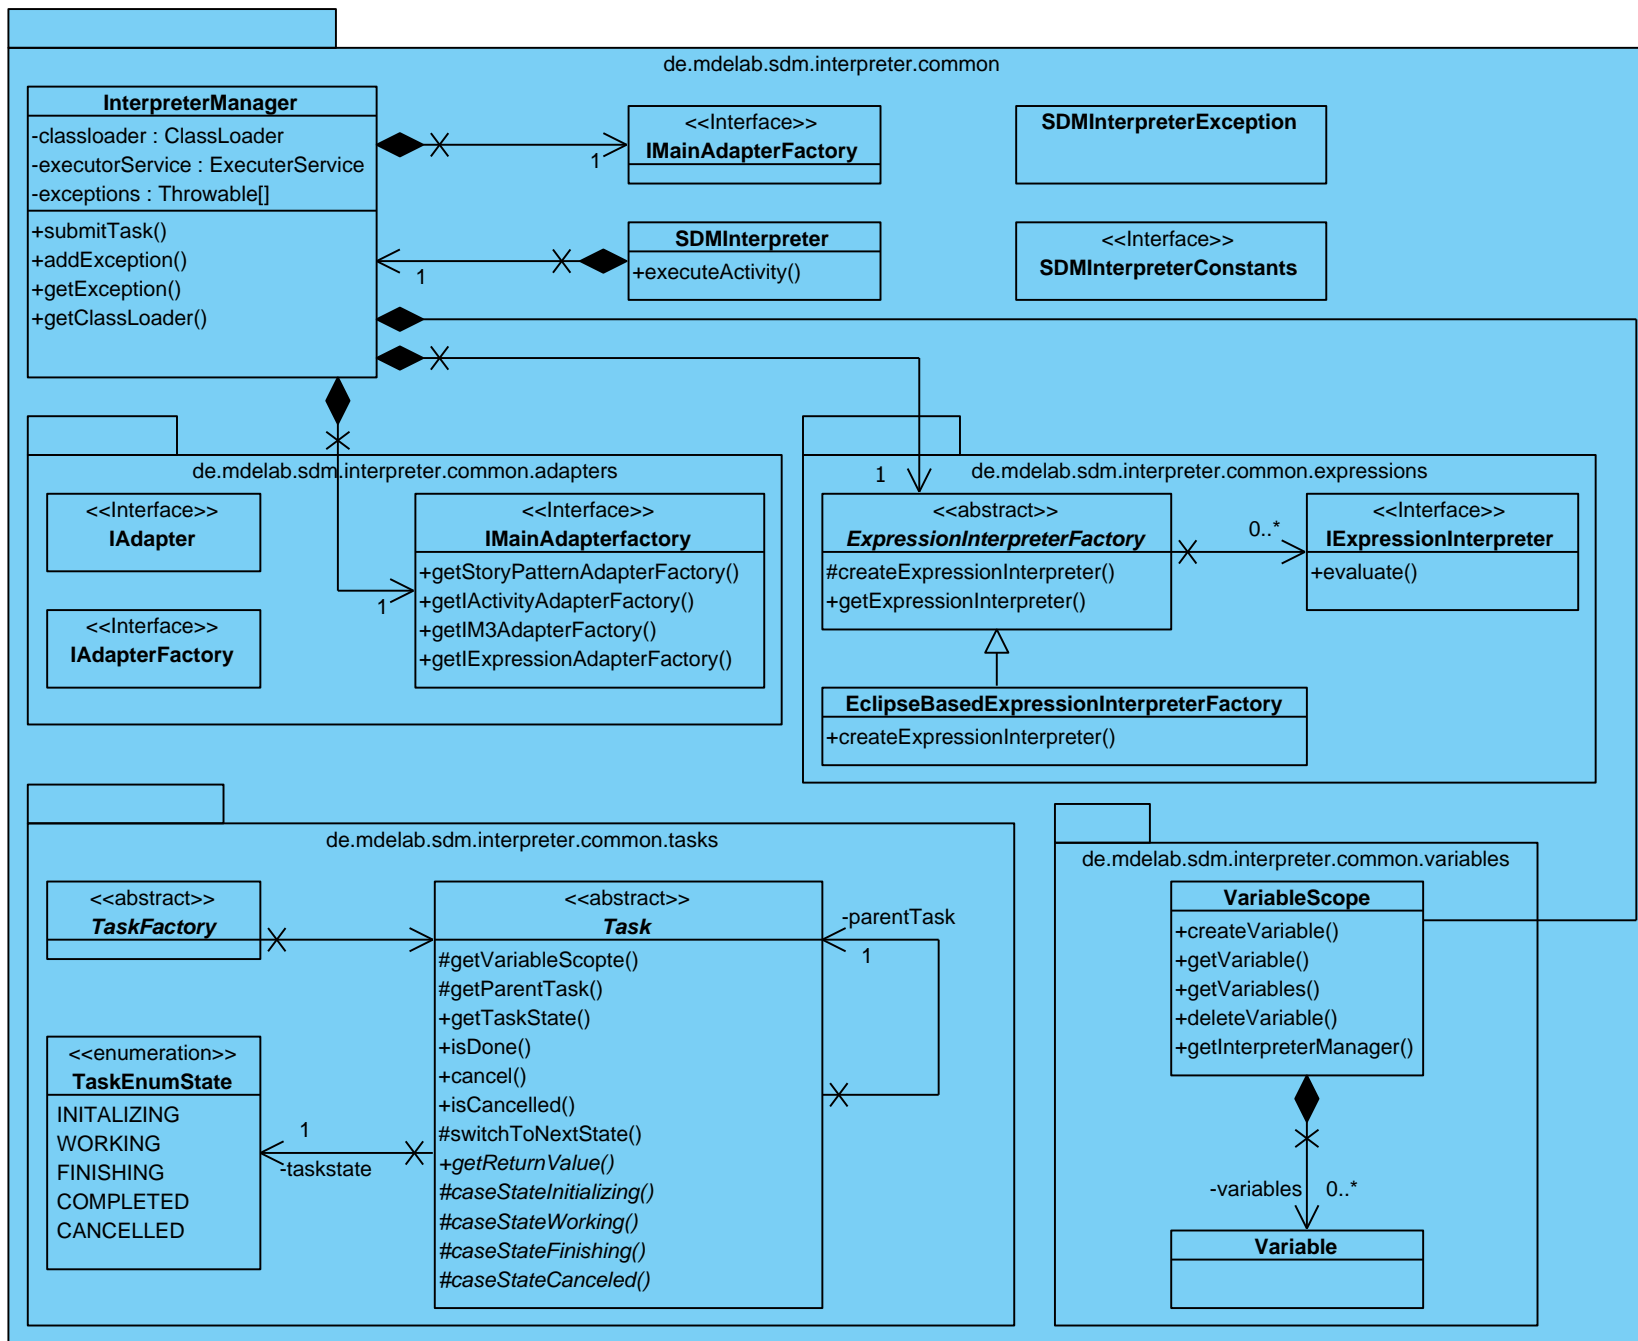 de.mdelab.sdm.interpreter.common
InterpreterManager
-classloader : ClassLoader
-executorService : ExecuterService
-exceptions : Throwable[]
+submitTask()
+addException()
+getException()
+getClassLoader()
1
<<Interface>>
IMainAdapterFactory
SDMInterpreterException
1
SDMInterpreter
+executeActivity()
<<Interface>>
SDMInterpreterConstants
de.mdelab.sdm.interpreter.common.adapters
<<Interface>>
IAdapter
<<Interface>>
IAdapterFactory
1
<<Interface>>
IMainAdapterfactory
+getStoryPatternAdapterFactory()
+getIActivityAdapterFactory()
+getIM3AdapterFactory()
+getIExpressionAdapterFactory()
de.mdelab.sdm.interpreter.common.expressions
1
<<abstract>>
ExpressionInterpreterFactory
#createExpressionInterpreter()
+getExpressionInterpreter()
0..*
<<Interface>>
IExpressionInterpreter
+evaluate()
EclipseBasedExpressionInterpreterFactory
+createExpressionInterpreter()
de.mdelab.sdm.interpreter.common.tasks
<<abstract>>
TaskFactory
<<enumeration>>
TaskEnumState
INITALIZING
WORKING
FINISHING
COMPLETED
CANCELLED
1
-taskstate
<<abstract>>
Task
#getVariableScopte()
#getParentTask()
+getTaskState()
+isDone()
+cancel()
+isCancelled()
#switchToNextState()
+getReturnValue()
#caseStateInitializing()
#caseStateWorking()
#caseStateFinishing()
#caseStateCanceled()
-parentTask
1
de.mdelab.sdm.interpreter.common.variables
VariableScope
+createVariable()
+getVariable()
+getVariables()
+deleteVariable()
+getInterpreterManager()
-variables 0..*
Variable